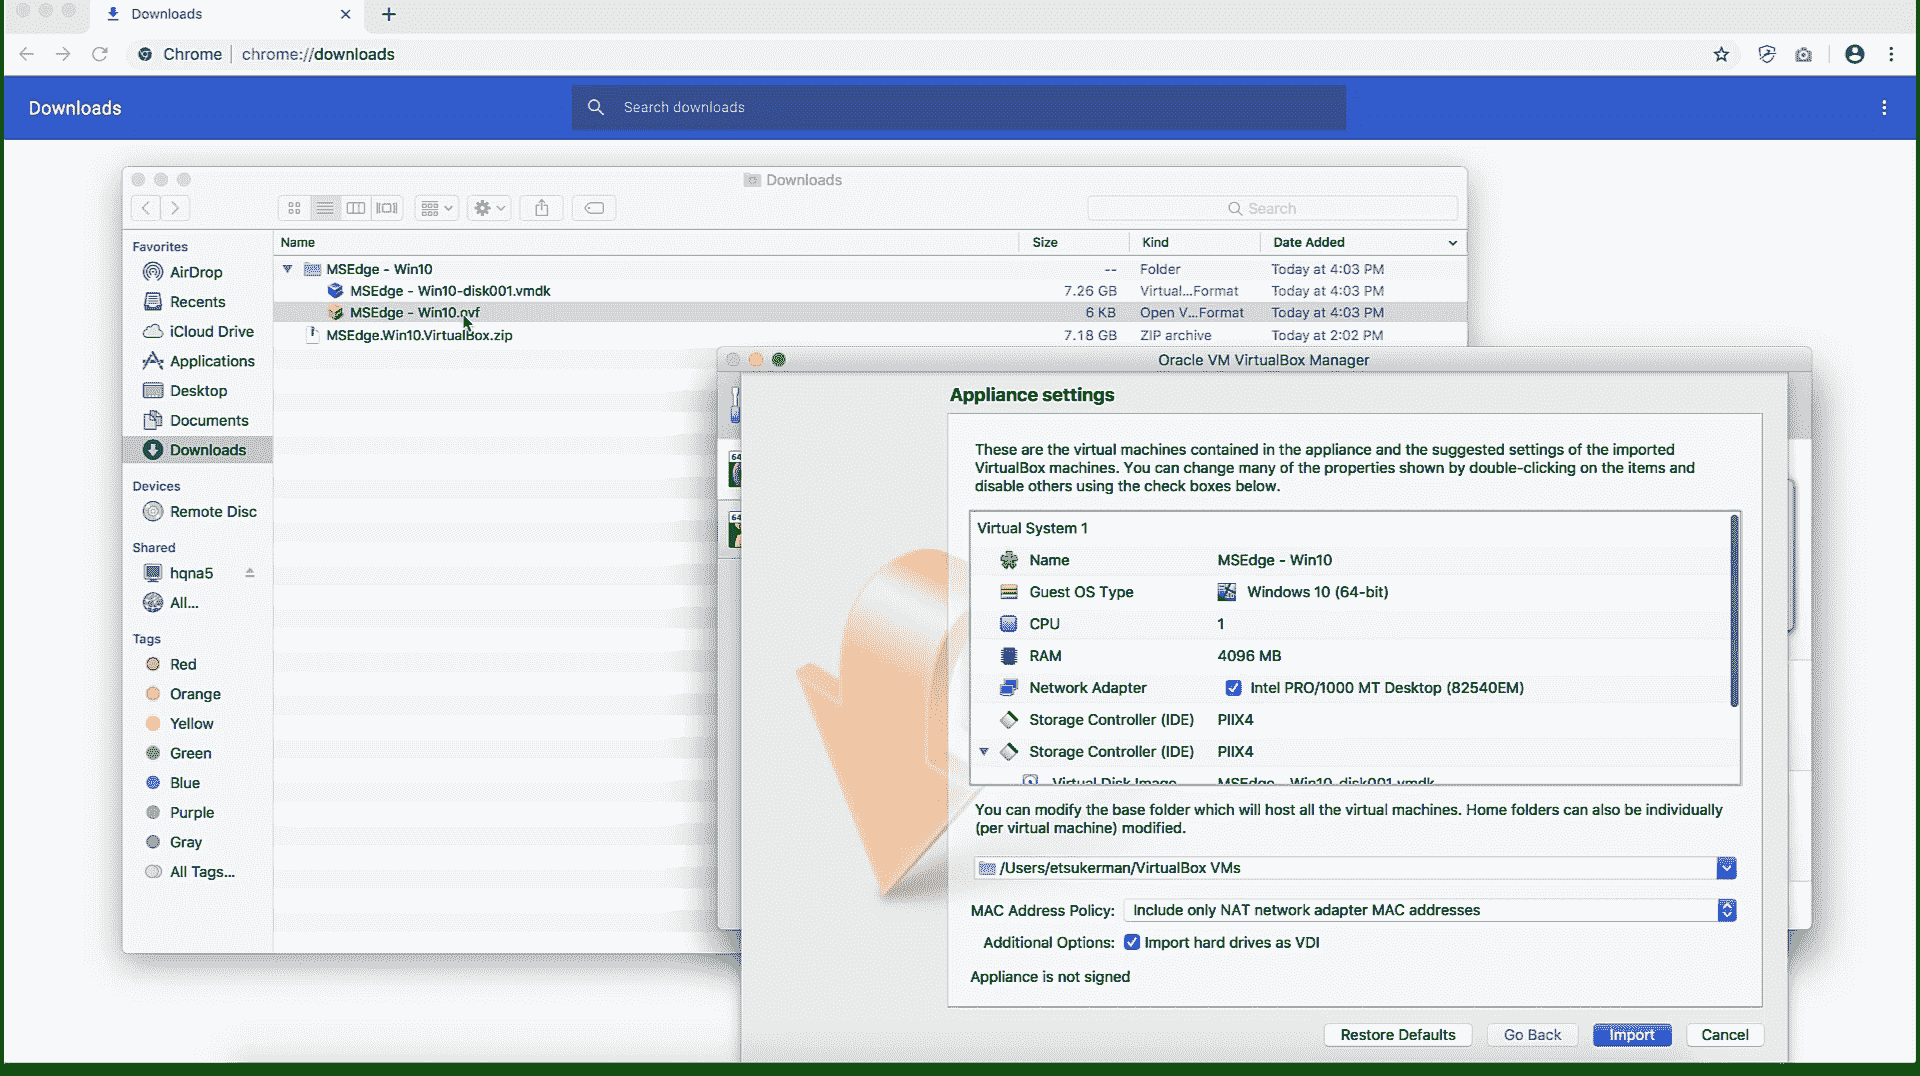 Downloads
Chrome | chrome://downloads
Downloads
Search downloads
Downloads
Search
Favorites
AirDrop
Recents
iCloud Drive
Applications
Desktop
Documents
Downloads
Devices
Remote Disc
Shared
hqna5
All...
Tags
Red
Orange
Yellow
Green
Blue
Purple
Gray
All Tags...
Name Size Kind Date Added
MSEdge - Win10 -- Folder Today at 4:03 PM
MSEdge - Win10-disk001.vmdk 7.26 GB Virtual...Format Today at 4:03 PM
MSEdge - Win10.ovf 6 KB Open V...Format Today at 4:03 PM
MSEdge.Win10.VirtualBox.zip 7.18 GB ZIP archive Today at 2:02 PM
Oracle VM VirtualBox Manager
64
64
Appliance settings
These are the virtual machines contained in the appliance and the suggested settings of the imported
VirtualBox machines. You can change many of the properties shown by double-clicking on the items and
disable others using the check boxes below.
Virtual System 1
Name MSEdge - Win10
Guest OS Type Windows 10 (64-bit)
CPU 1
RAM 4096 MB
Network Adapter Intel PRO/1000 MT Desktop (82540EM)
Storage Controller (IDE) PIIX4
Storage Controller (IDE) PIIX4
Virtual Disk Image MSEdge - Win10-disk001.vmdk
You can modify the base folder which will host all the virtual machines. Home folders can also be individually
(per virtual machine) modified.
/Users/etsukerman/VirtualBox VMs
MAC Address Policy: Include only NAT network adapter MAC addresses
Additional Options: Import hard drives as VDI
Appliance is not signed
Restore Defaults Go Back Import Cancel